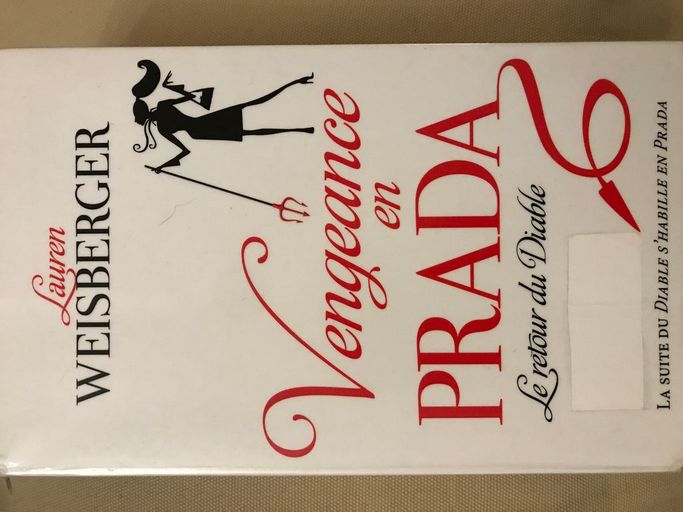 Lauren
WEISBERGER
Vengeance
en
PRADA
Le retour du Diable
LA SUITE DU DIABLE S'HABILLE EN PRADA